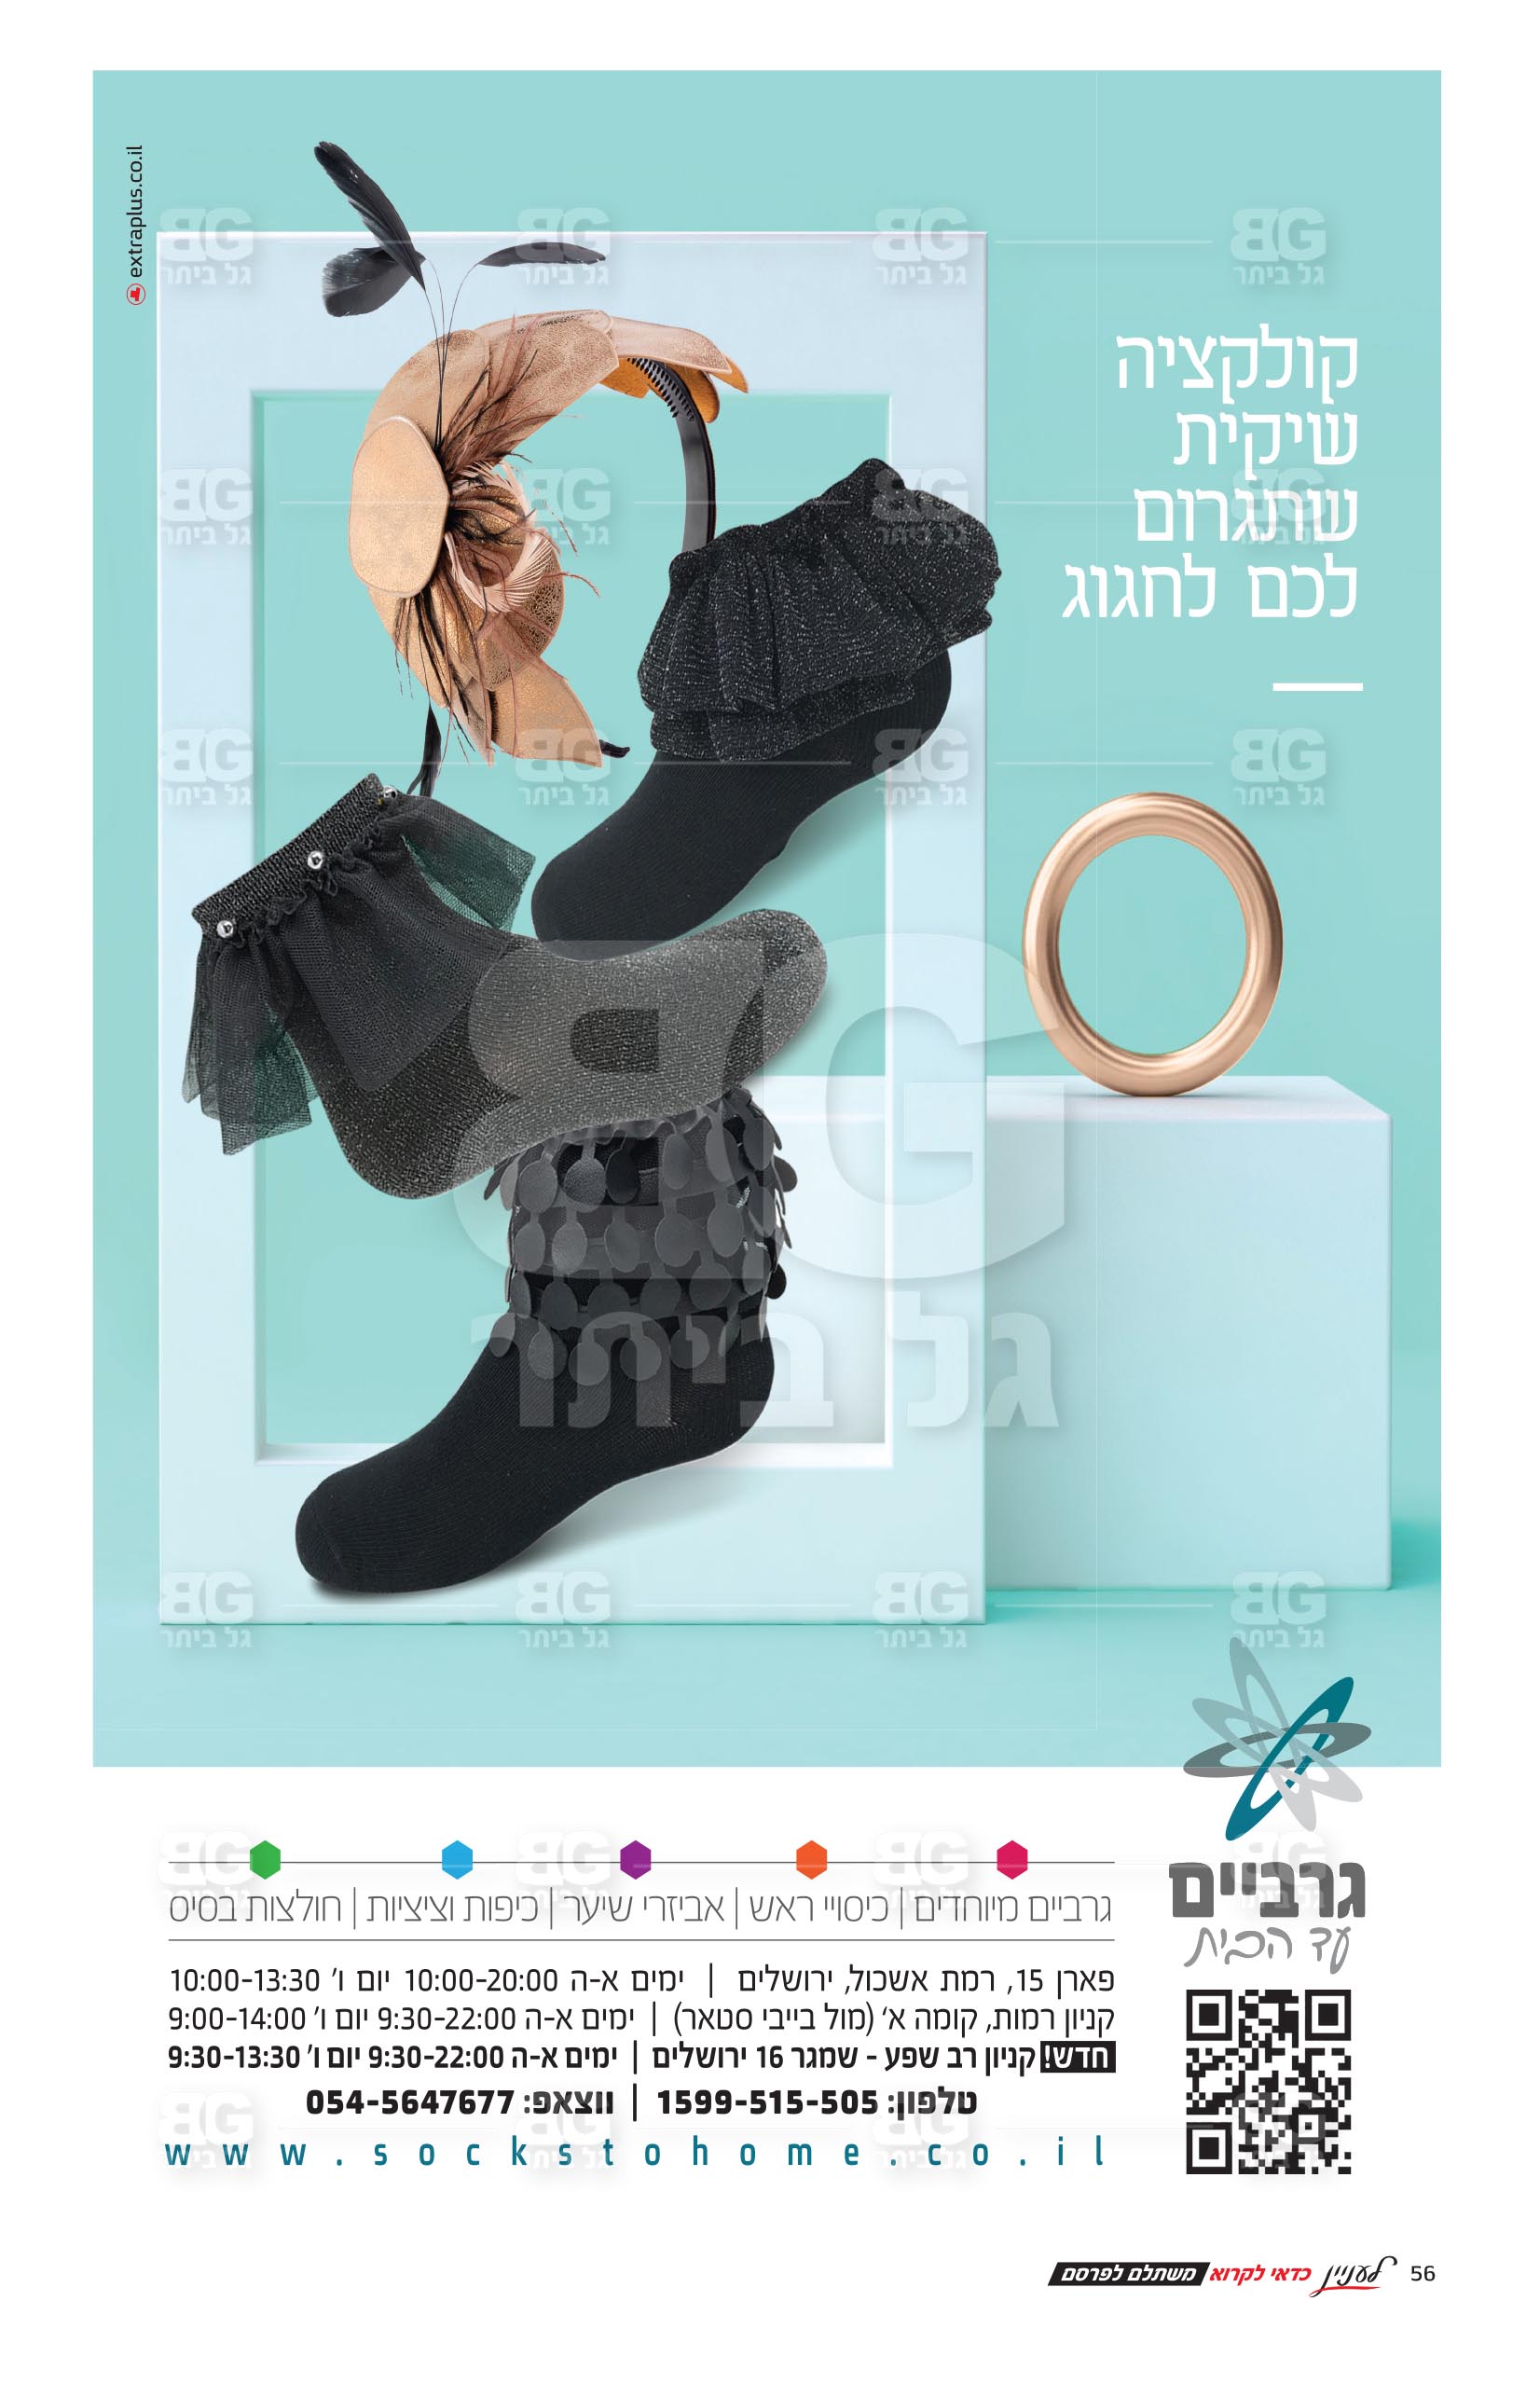 extraplus.co.il
קולקציה
שיקית
שתגרום
לכם לחגוג
BG
גל ביתר
גרביים
עד הבית
גרביים מיוחדים | כיסויי ראש | אביזרי שיער | כיפות וציציות | חולצות בסיס
פארן 15, רמת אשכול, ירושלים | ימים א-ה 10:00-20:00 יום ו' 10:00-13:30
קניון רמות, קומה א' (מול בייבי סטאר) | ימים א-ה 9:30-22:00 יום ו' 9:00-14:00
חדש! קניון רב שפע - שמגר 16 ירושלים | ימים א-ה 9:30-22:00 יום ו' 9:30-13:30
טלפון: 1599-515-505 | ווצאפ: 054-5647677
www.sockstohome.co.il
56 לעניין כדאי לקרוא משתלם לפרסם